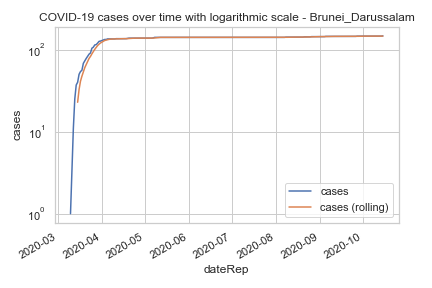 COVID-19 cases over time with logarithmic scale - Brunei_Darussalam
cases
10²
10¹
10⁰
2020-03
2020-04
2020-05
2020-06
2020-07
2020-08
2020-09
2020-10
dateRep
cases
cases (rolling)